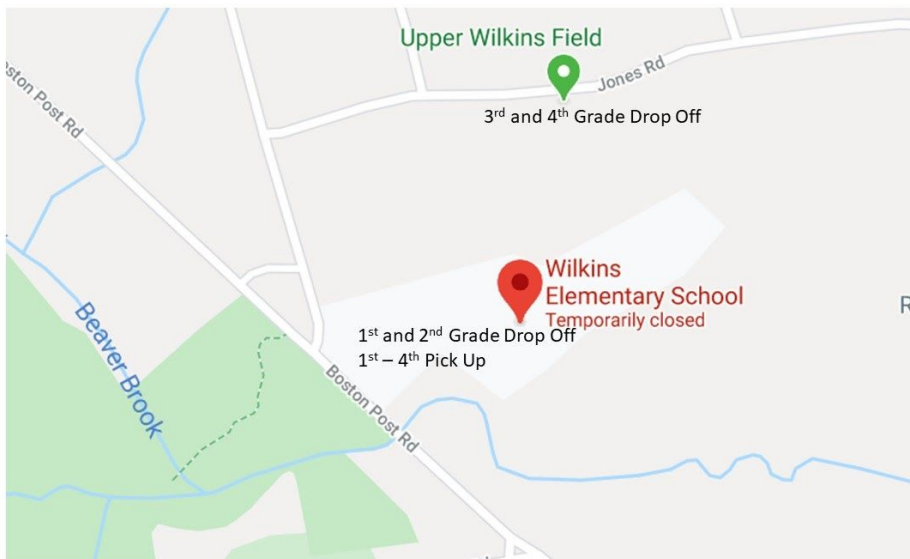 Upper Wilkins Field
Jones Rd
3rd and 4th Grade Drop Off
oston Post Rd
Wilkins
Elementary School
Temporarily closed
R
1st and 2nd Grade Drop Off
1st – 4th Pick Up
Beaver Brook
Boston Post Rd